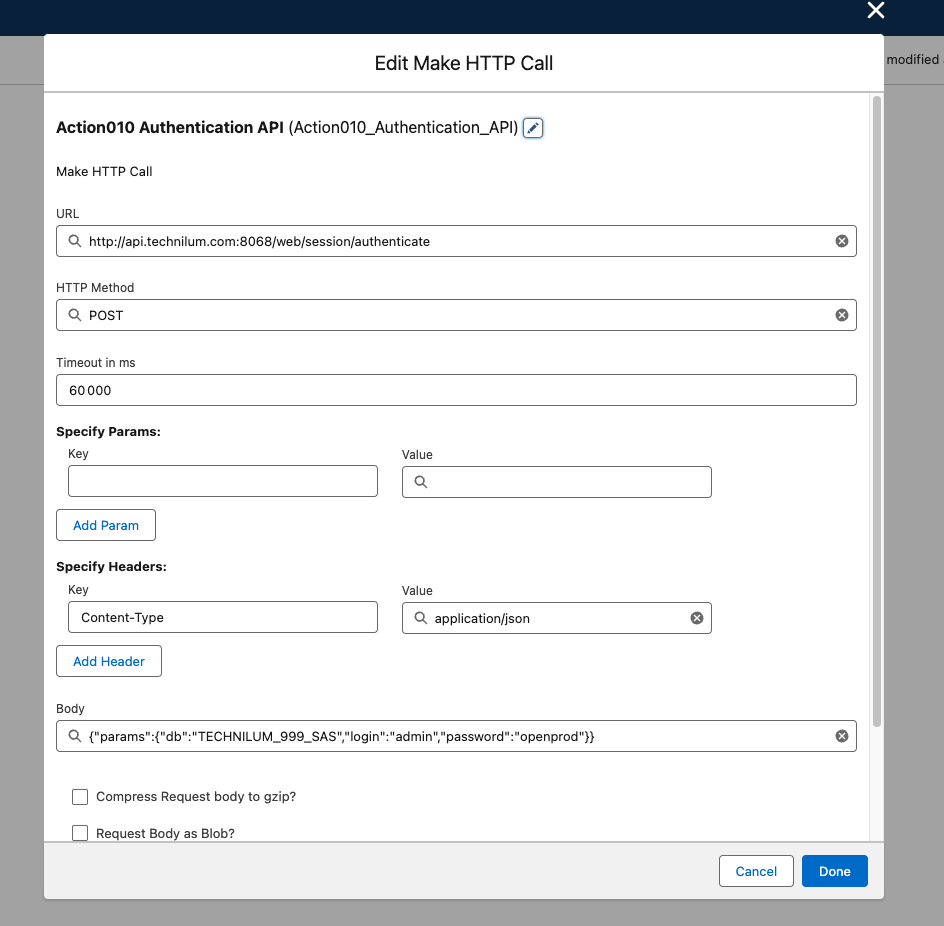 modified
Edit Make HTTP Call
Action010 Authentication API (Action010_Authentication_API)
Make HTTP Call
URL
http://api.technilum.com:8068/web/session/authenticate
HTTP Method
POST
Timeout in ms
60 000
Specify Params:
Key Value
Add Param
Specify Headers:
Key Value
Content-Type application/json
Add Header
Body
{"params":{"db":"TECHNILUM_999_SAS","login":"admin","password":"openprod"}}
Compress Request body to gzip?
Request Body as Blob?
Cancel Done